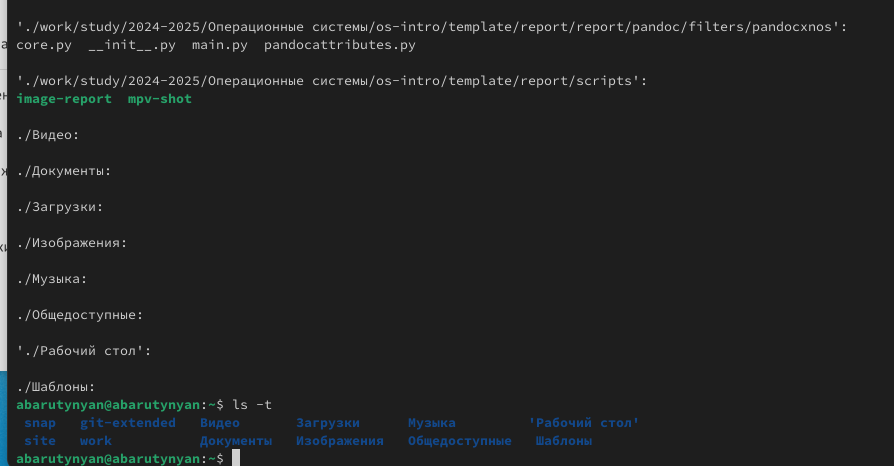 './work/study/2024-2025/Операционные системы/os-intro/template/report/report/pandoc/filters/pandocxnos':
core.py  __init__.py  main.py  pandocattributes.py
'./work/study/2024-2025/Операционные системы/os-intro/template/report/scripts':
image-report  mpv-shot
./Видео:
./Документы:
./Загрузки:
./Изображения:
./Музыка:
./Общедоступные:
'./Рабочий стол':
./Шаблоны:
abarutynyan@abarutynyan:~$ ls -t
snap  git-extended  Видео  Загрузки  Музыка  'Рабочий стол'
site  work  Документы  Изображения  Общедоступные  Шаблоны
abarutynyan@abarutynyan:~$